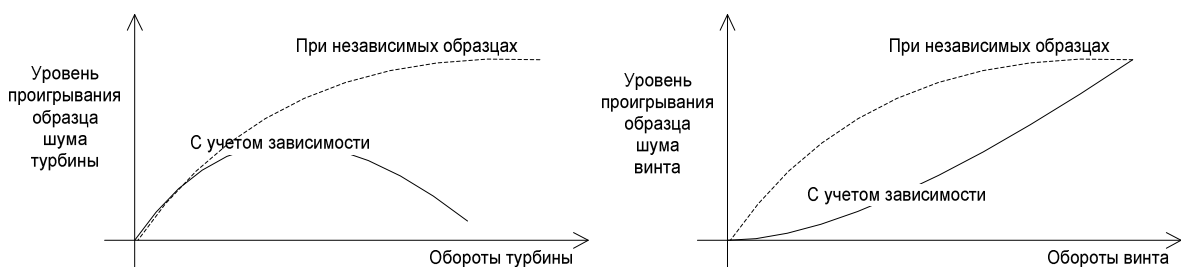 При независимых образцах
Уровень
проигрывания
образца
шума
турбины
С учетом зависимости
Обороты турбины
При независимых образцах
Уровень
проигрывания
образца
шума
винта
С учетом зависимости
Обороты винта